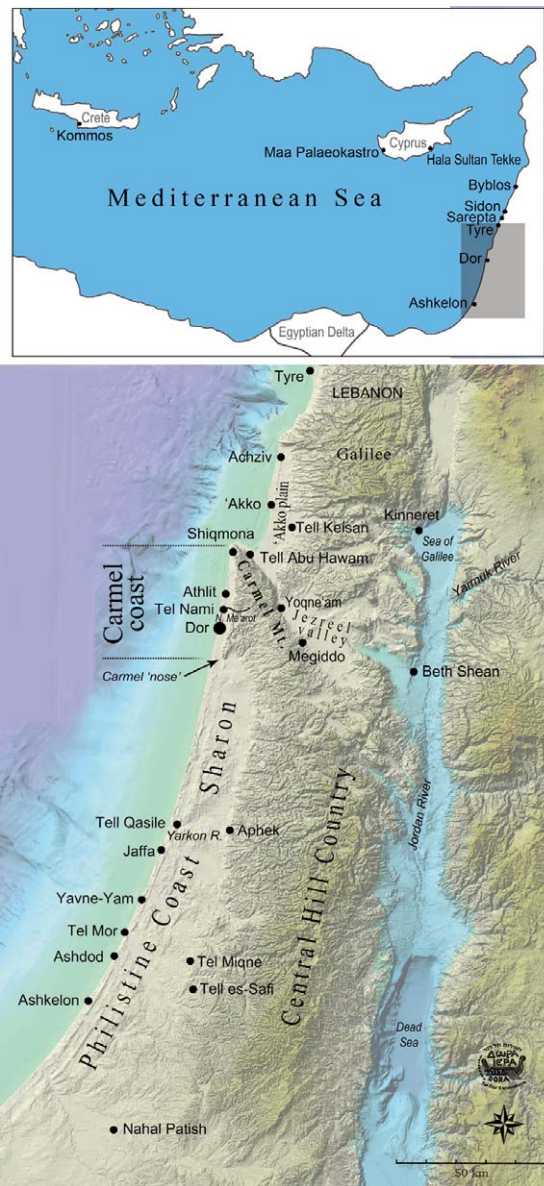 Crete
Kommos
Cyprus
Maa Palaeokastro
Hala Sultan Tekke
Mediterranean Sea
Byblos
Sidon
Sarepta
Tyre
Dor
Ashkelon
Egyptian Delta
Tyre
LEBANON
Achziv
Galilee
'Akko
'Akko plain
Tell Keisan
Kinneret
Sea of
Galilee
Shiqmona
Tell Abu Hawam
Yarmuk River
Carmel
coast
Carmel Mt.
Athlit
Tel Nami
N. Me'arot
Yoqne'am
Dor
Jezreel
valley
Megiddo
Carmel 'nose'
Beth Shean
Sharon
Jordan River
Tell Qasile
Yarkon R.
Aphek
Jaffa
Central Hill Country
Philistine Coast
Yavne-Yam
Tel Mor
Ashdod
Tel Miqne
Tell es-Safi
Ashkelon
Dead
Sea
ΔΩΡΑ
ΙΕΡΑ
DORA
Nahal Patish
50 km